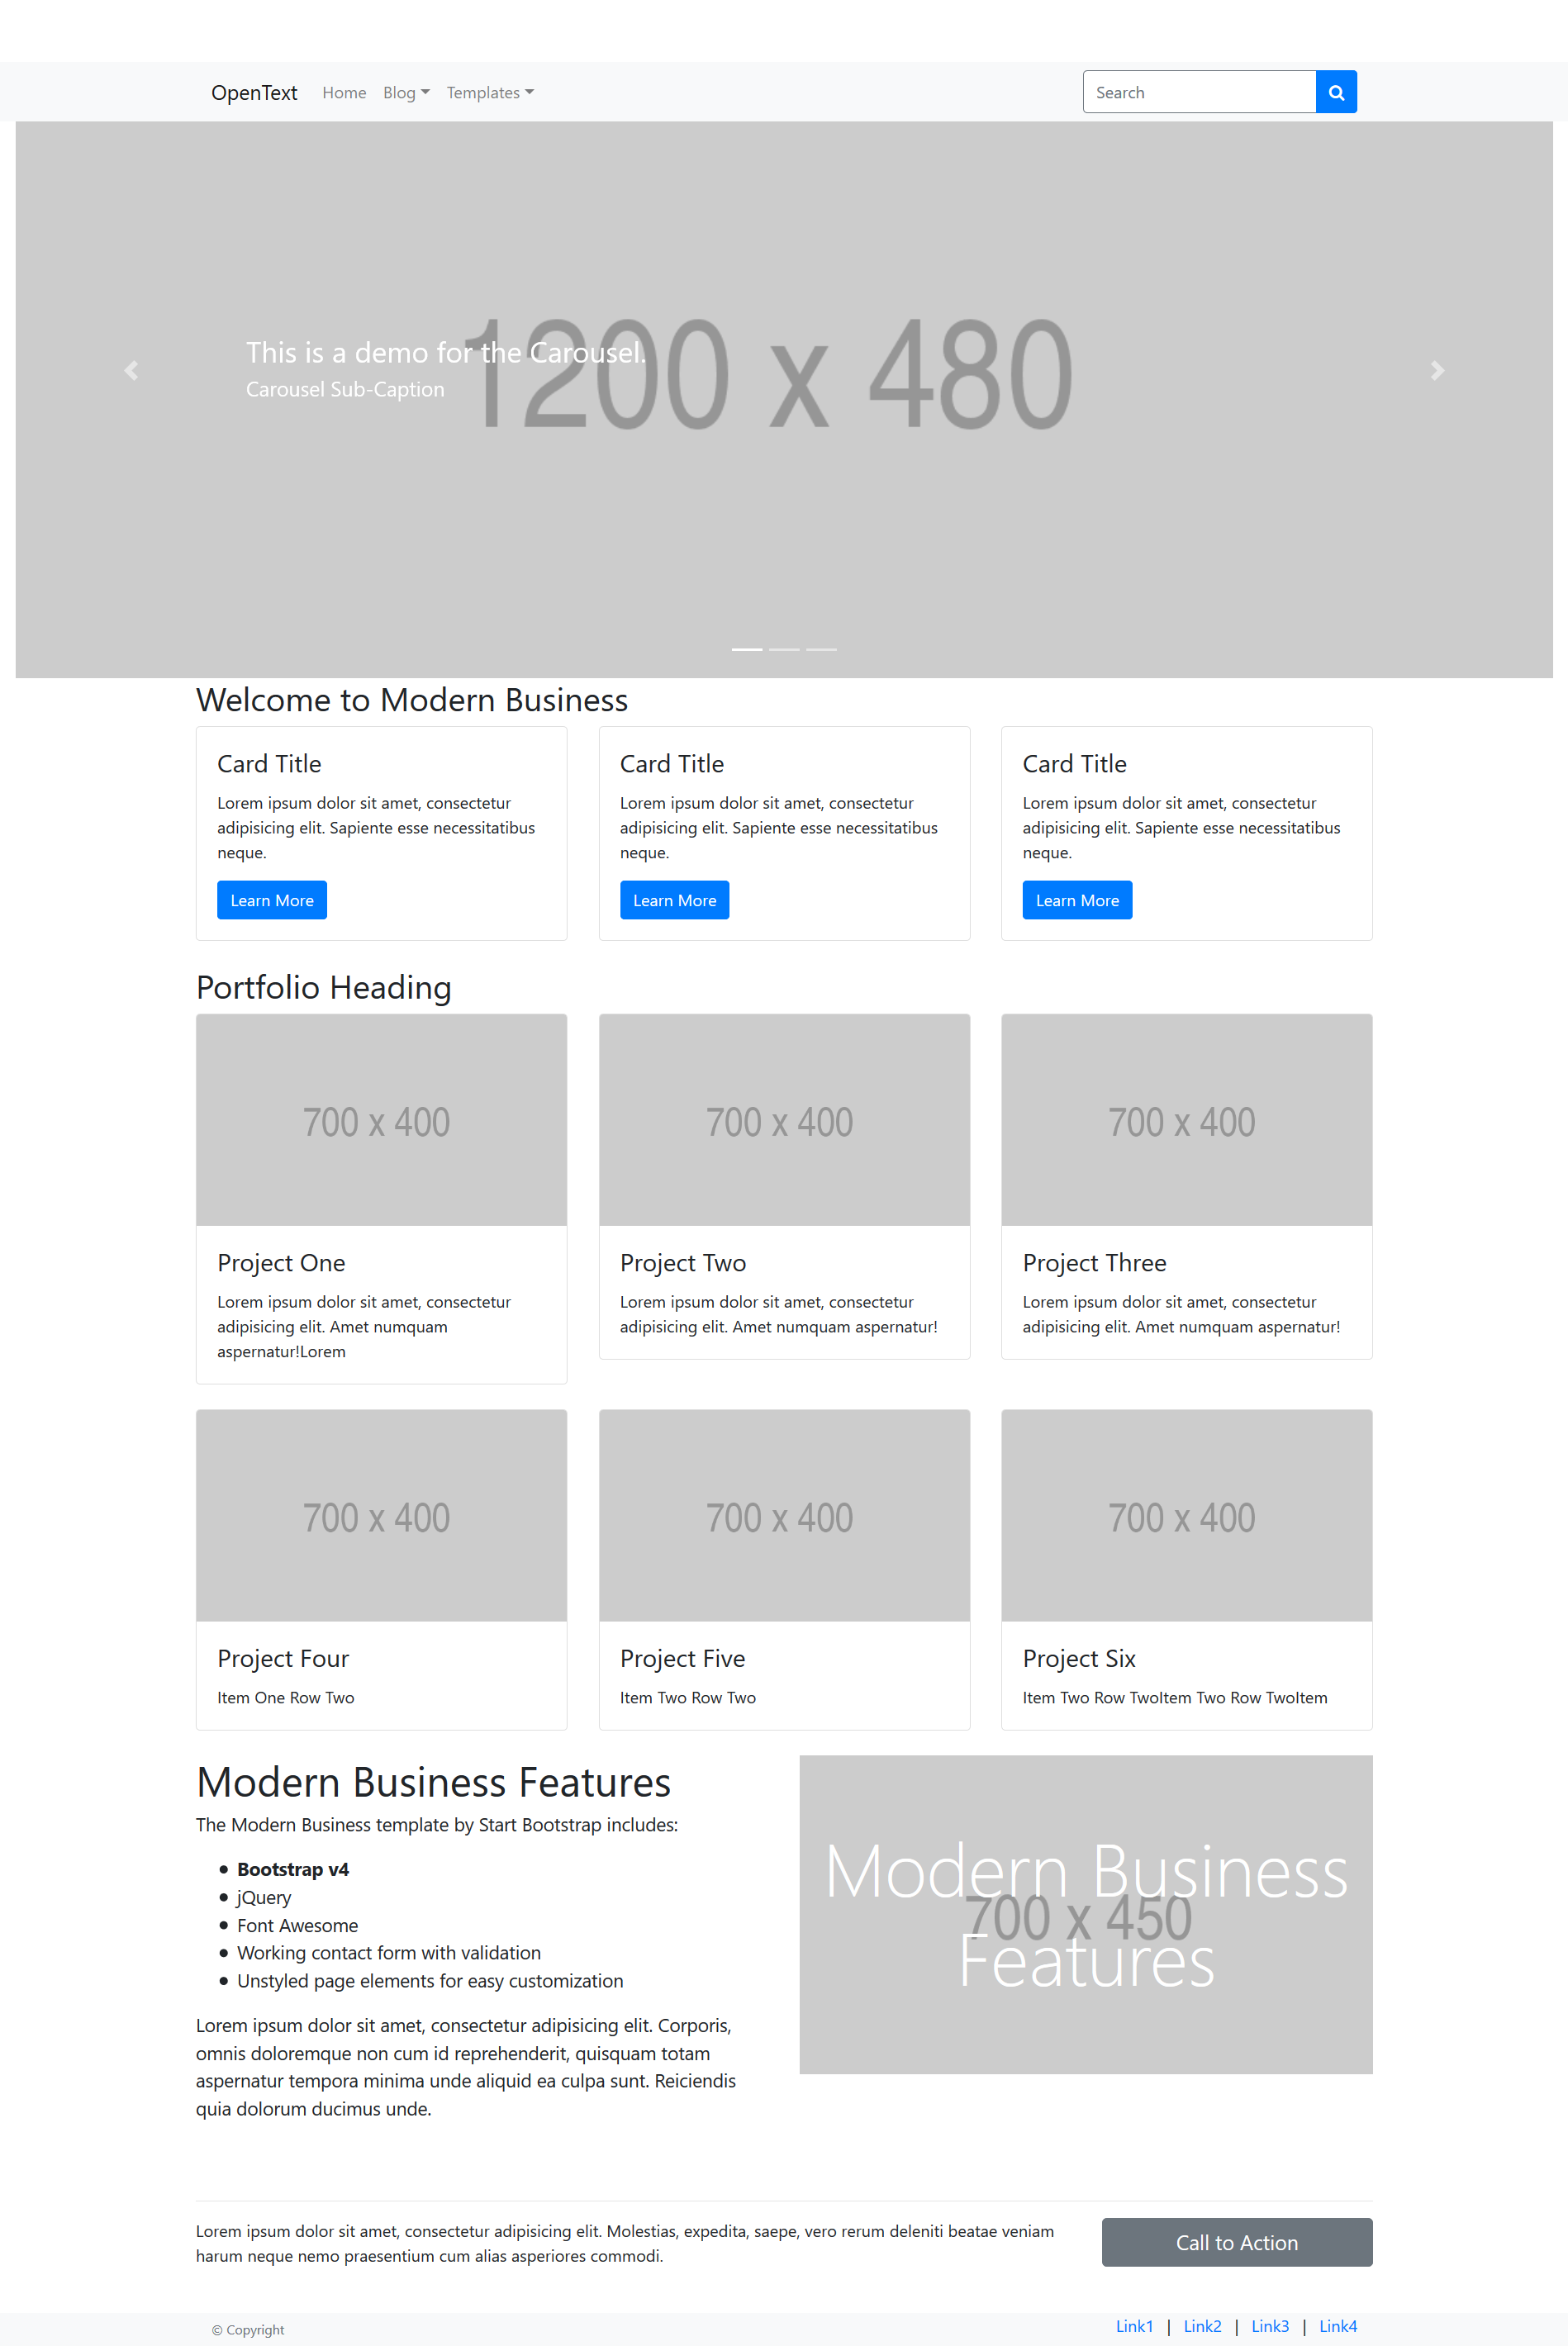 OpenText Home Blog Templates Search
1200 x 480
This is a demo for the Carousel.
Carousel Sub-Caption
Welcome to Modern Business
Card Title
Lorem ipsum dolor sit amet, consectetur
adipisicing elit. Sapiente esse necessitatibus
neque.
Learn More
Card Title
Lorem ipsum dolor sit amet, consectetur
adipisicing elit. Sapiente esse necessitatibus
neque.
Learn More
Card Title
Lorem ipsum dolor sit amet, consectetur
adipisicing elit. Sapiente esse necessitatibus
neque.
Learn More
Portfolio Heading
700 x 400
Project One
Lorem ipsum dolor sit amet, consectetur
adipisicing elit. Amet numquam
aspernatur!Lorem
700 x 400
Project Two
Lorem ipsum dolor sit amet, consectetur
adipisicing elit. Amet numquam aspernatur!
700 x 400
Project Three
Lorem ipsum dolor sit amet, consectetur
adipisicing elit. Amet numquam aspernatur!
700 x 400
Project Four
Item One Row Two
700 x 400
Project Five
Item Two Row Two
700 x 400
Project Six
Item Two Row TwoItem Two Row TwoItem
Modern Business Features
The Modern Business template by Start Bootstrap includes:
• Bootstrap v4
• jQuery
• Font Awesome
• Working contact form with validation
• Unstyled page elements for easy customization
Lorem ipsum dolor sit amet, consectetur adipisicing elit. Corporis,
omnis doloremque non cum id reprehenderit, quisquam totam
aspernatur tempora minima unde aliquid ea culpa sunt. Reiciendis
quia dolorum ducimus unde.
Modern Business
700 x 450
Features
Lorem ipsum dolor sit amet, consectetur adipisicing elit. Molestias, expedita, saepe, vero rerum deleniti beatae veniam
harum neque nemo praesentium cum alias asperiores commodi.
Call to Action
© Copyright
Link1 | Link2 | Link3 | Link4